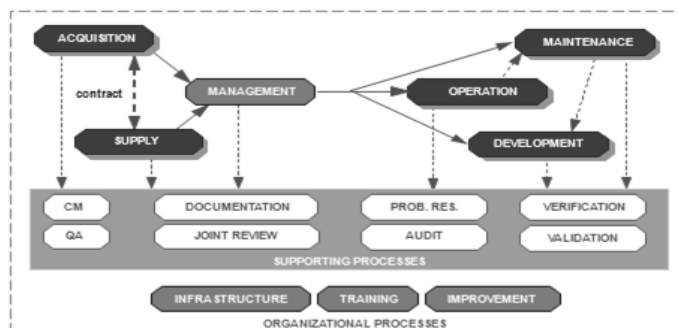 ACQUISITION
MAINTENANCE
contract
MANAGEMENT
OPERATION
SUPPLY
DEVELOPMENT
CM
DOCUMENTATION
PROB. RES.
VERIFICATION
QA
JOINT REVIEW
AUDIT
VALIDATION
SUPPORTING PROCESSES
INFRASTRUCTURE
TRAINING
IMPROVEMENT
ORGANIZATIONAL PROCESSES